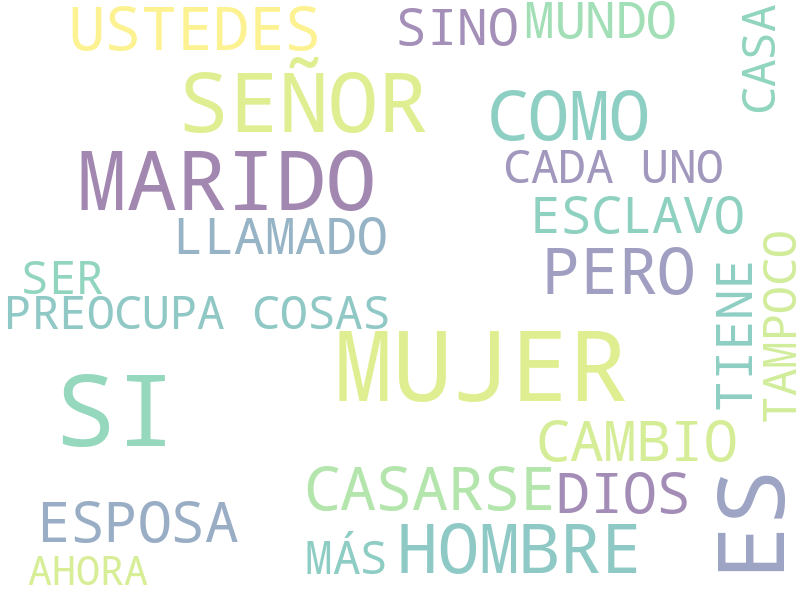 USTEDES
SINO
MUNDO
CASA
SEÑOR
COMO
MARIDO
CADA UNO
LLAMADO
ESCLAVO
PERO
SER
TAMPOCO
TIENE
PREOCUPA COSAS
MUJER
SI
CAMBIO
CASARSE
DIOS
ES
ESPOSA
MÁS
HOMBRE
AHORA